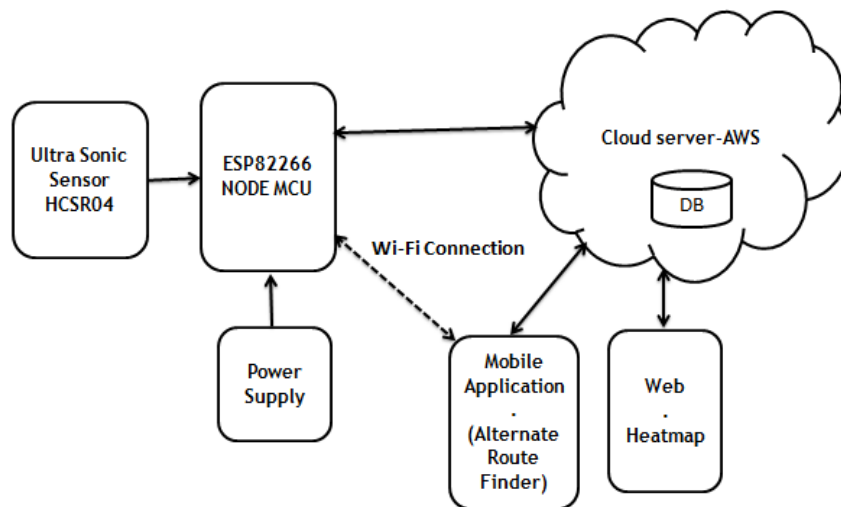 Ultra Sonic
Sensor
HCSR04
ESP82266
NODE MCU
Cloud server-AWS
DB
Wi-Fi Connection
Power
Supply
Mobile
Application
.
(Alternate
Route
Finder)
Web
.
Heatmap